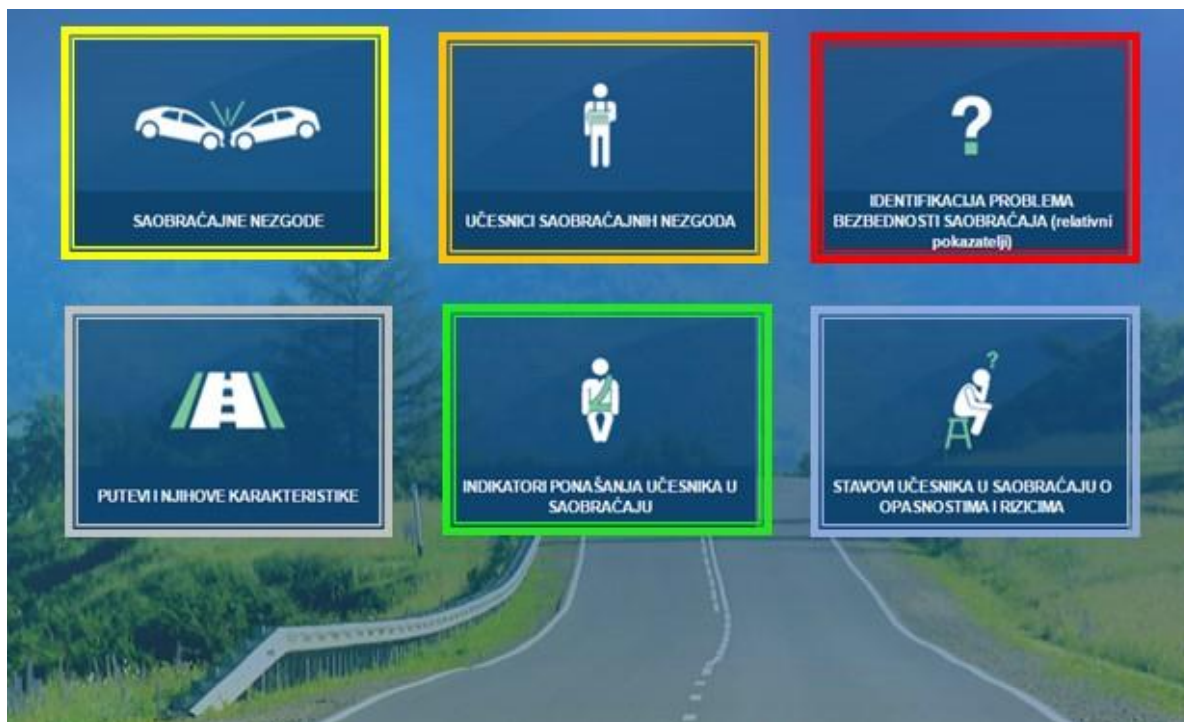 SAOBRAĆAJNE NEZGODE
UČESNICI SAOBRAĆAJNIH NEZGODA
IDENTIFIKACIJA PROBLEMA
BEZBEDNOSTI SAOBRAĆAJA (relativni
pokazatelji)
PUTEVI I NJIHOVE KARAKTERISTIKE
INDIKATORI PONAŠANJA UČESNIKA U
SAOBRAĆAJU
STAVOVI UČESNIKA U SAOBRAĆAJU O
OPASNOSTIMA I RIZICIMA